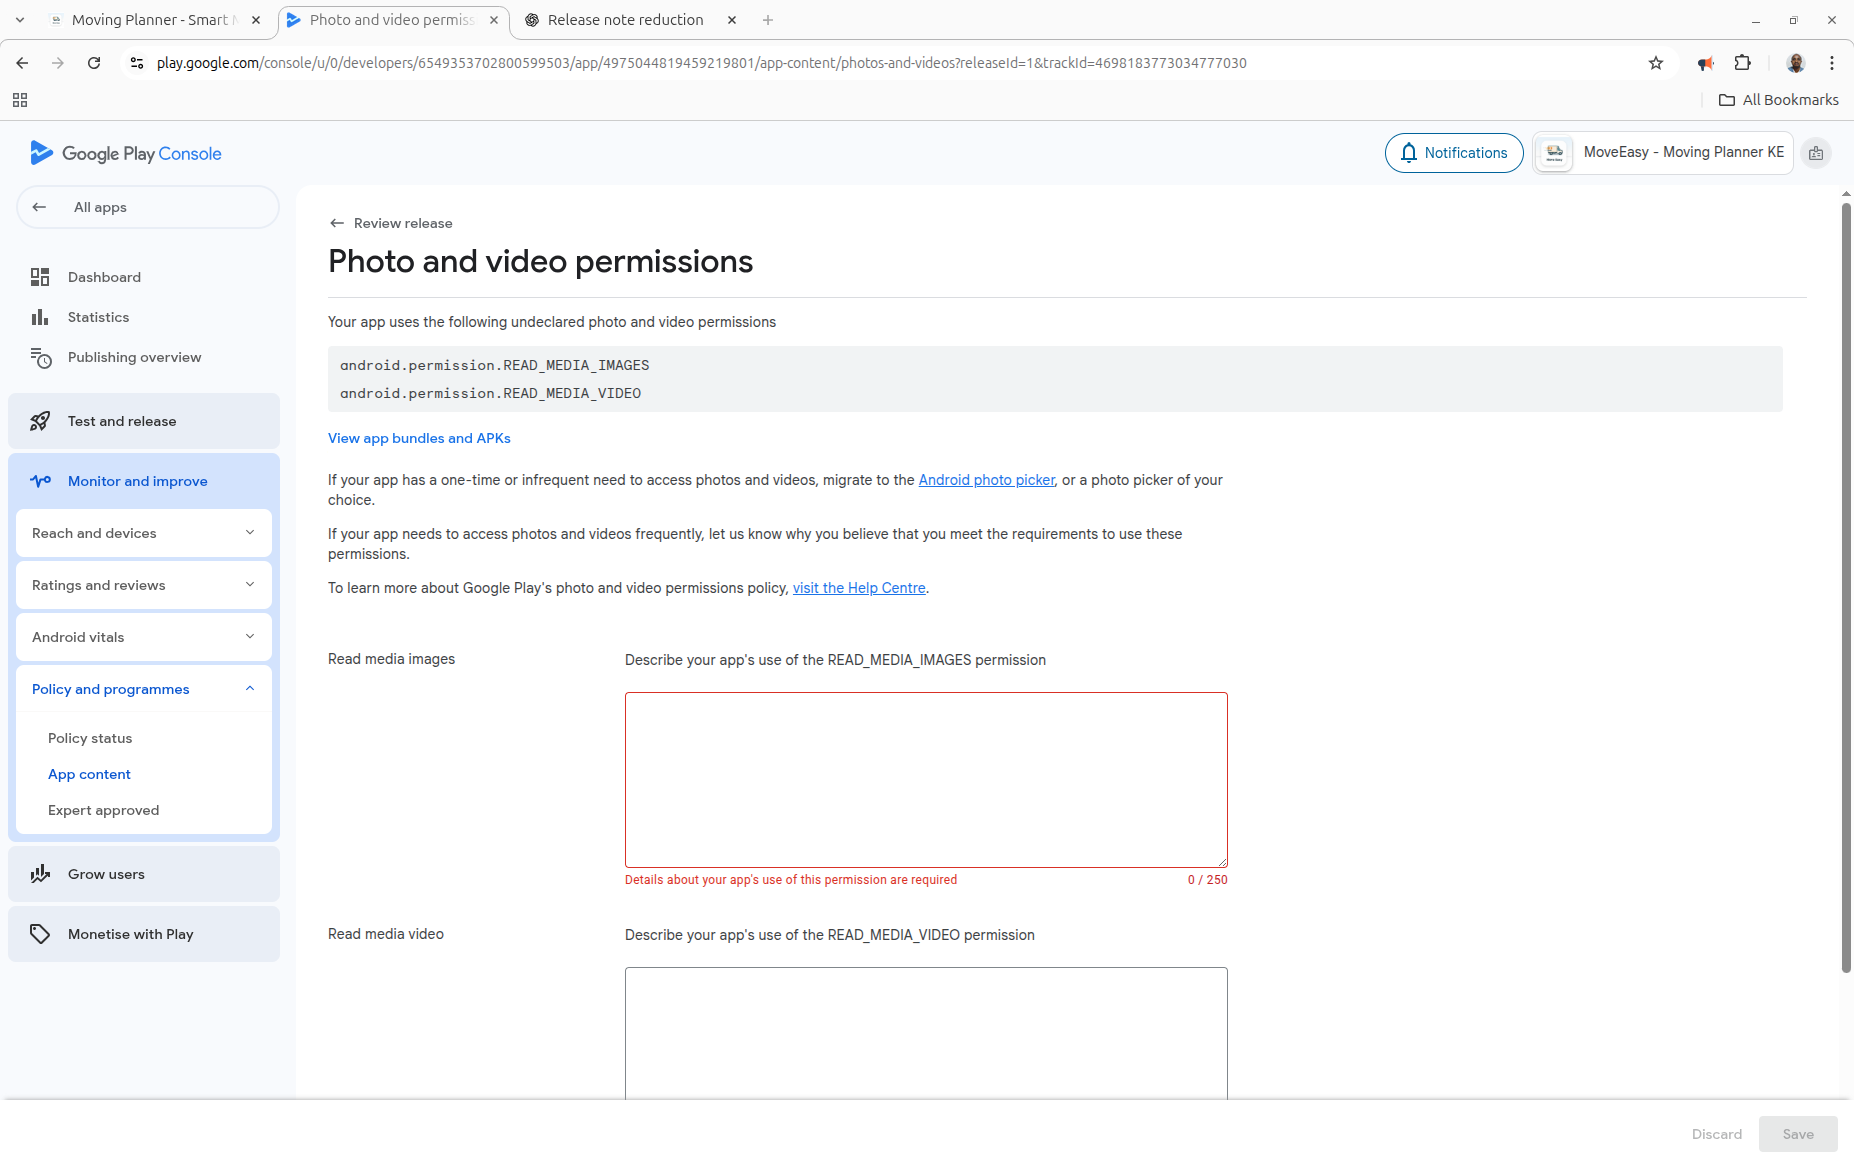 Moving Planner - Smart M
Photo and video permiss
Release note reduction
play.google.com/console/u/0/developers/6549353702800599503/app/4975044819459219801/app-content/photos-and-videos?releaseId=1&trackId=4698183773034777030
All Bookmarks
Google Play Console
Notifications
MoveEasy - Moving Planner KE
All apps
Dashboard
Statistics
Publishing overview
Test and release
Monitor and improve
Reach and devices
Ratings and reviews
Android vitals
Policy and programmes
Policy status
App content
Expert approved
Grow users
Monetise with Play
Review release
Photo and video permissions
Your app uses the following undeclared photo and video permissions
android.permission.READ_MEDIA_IMAGES
android.permission.READ_MEDIA_VIDEO
View app bundles and APKs
If your app has a one-time or infrequent need to access photos and videos, migrate to the Android photo picker, or a photo picker of your
choice.
If your app needs to access photos and videos frequently, let us know why you believe that you meet the requirements to use these
permissions.
To learn more about Google Play's photo and video permissions policy, visit the Help Centre.
Read media images
Describe your app's use of the READ_MEDIA_IMAGES permission
Details about your app's use of this permission are required
0 / 250
Read media video
Describe your app's use of the READ_MEDIA_VIDEO permission
Discard
Save